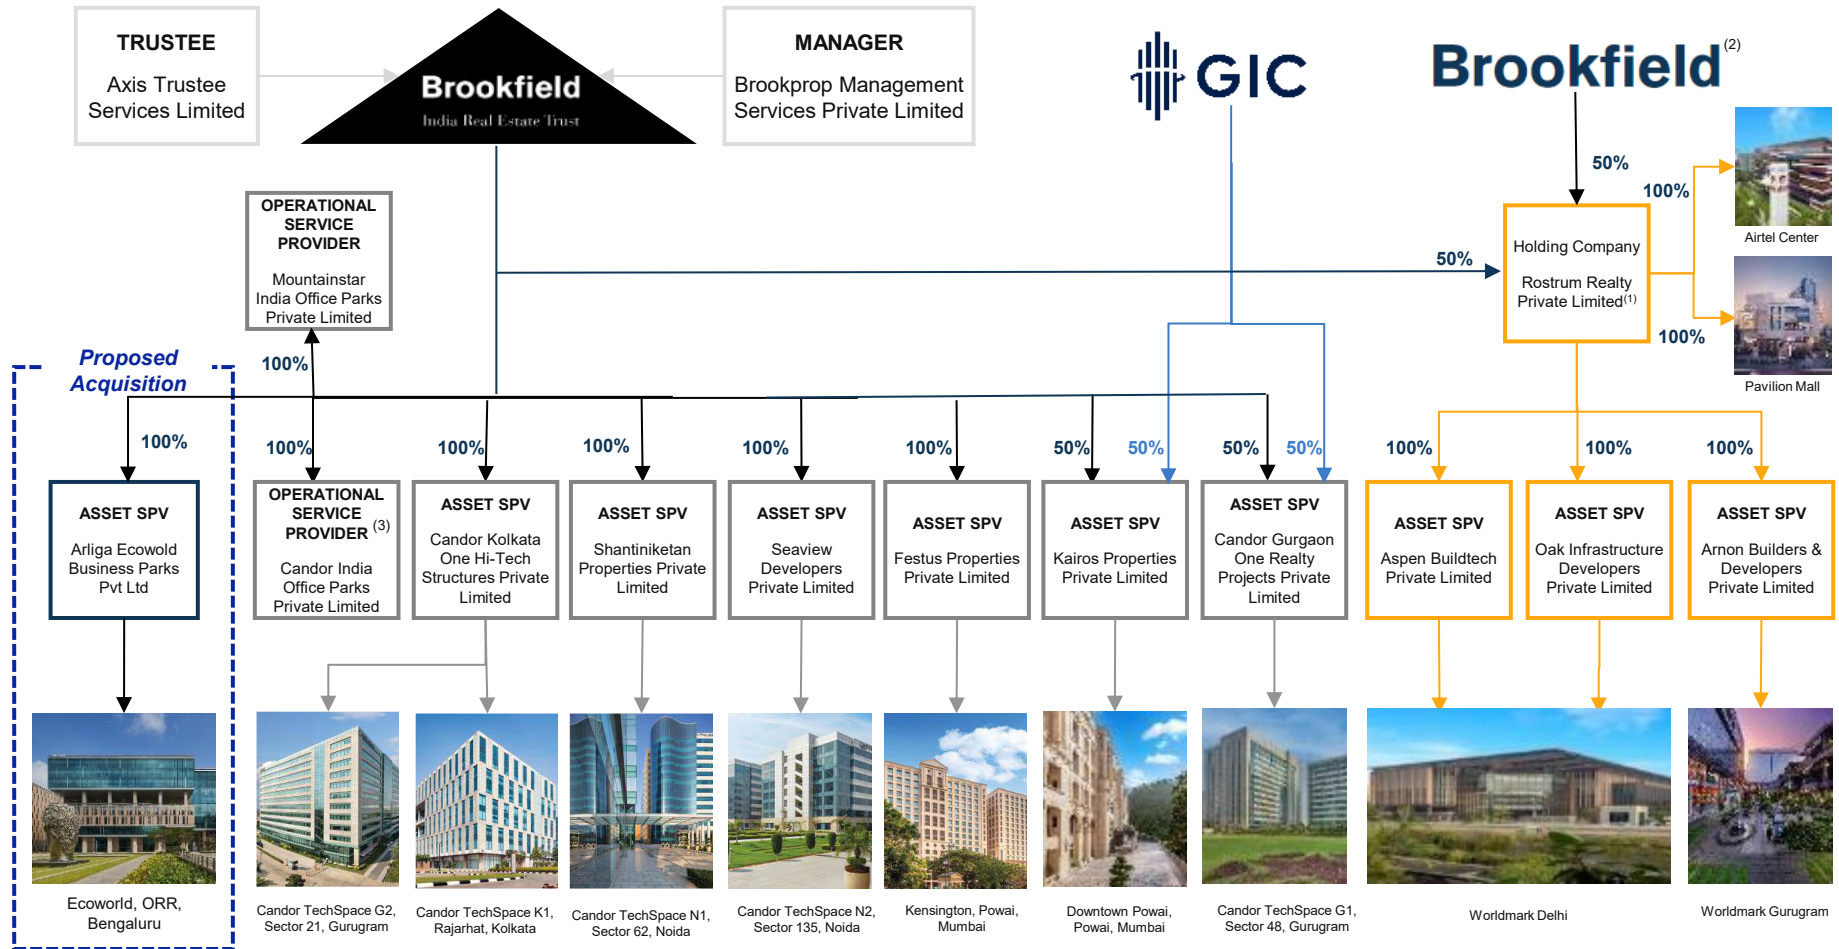 TRUSTEE
Axis Trustee
Services Limited
Brookfield
India Real Estate Trust
MANAGER
Brookprop Management
Services Private Limited
GIC
Brookfield(2)
50%
100%
Airtel Center
OPERATIONAL
SERVICE
PROVIDER
Mountainstar
India Office Parks
Private Limited
50%
Holding Company
Rostrum Realty
Private Limited(1)
100%
Pavilion Mall
Proposed
Acquisition
100%
100%
100%
100%
100%
100%
100%
50%
50%
50%
50%
100%
100%
100%
ASSET SPV
Arliga Ecowold
Business Parks
Pvt Ltd
OPERATIONAL
SERVICE
PROVIDER (3)
Candor India
Office Parks
Private Limited
ASSET SPV
Candor Kolkata
One Hi-Tech
Structures Private
Limited
ASSET SPV
Shantiniketan
Properties Private
Limited
ASSET SPV
Seaview
Developers
Private Limited
ASSET SPV
Festus Properties
Private Limited
ASSET SPV
Kairos Properties
Private Limited
ASSET SPV
Candor Gurgaon
One Realty
Projects Private
Limited
ASSET SPV
Aspen Buildtech
Private Limited
ASSET SPV
Oak Infrastructure
Developers
Private Limited
ASSET SPV
Arnon Builders &
Developers
Private Limited
Ecoworld, ORR,
Bengaluru
Candor TechSpace G2,
Sector 21, Gurugram
Candor TechSpace K1,
Rajarhat, Kolkata
Candor TechSpace N1,
Sector 62, Noida
Candor TechSpace N2,
Sector 135, Noida
Kensington, Powai,
Mumbai
Downtown Powai,
Powai, Mumbai
Candor TechSpace G1,
Sector 48, Gurugram
Worldmark Delhi
Worldmark Gurugram